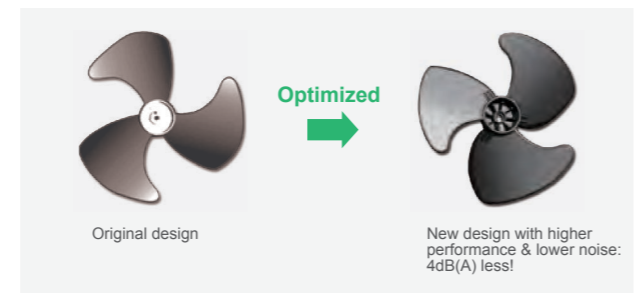 Optimized
Original design
New design with higher
performance & lower noise:
4dB(A) less!